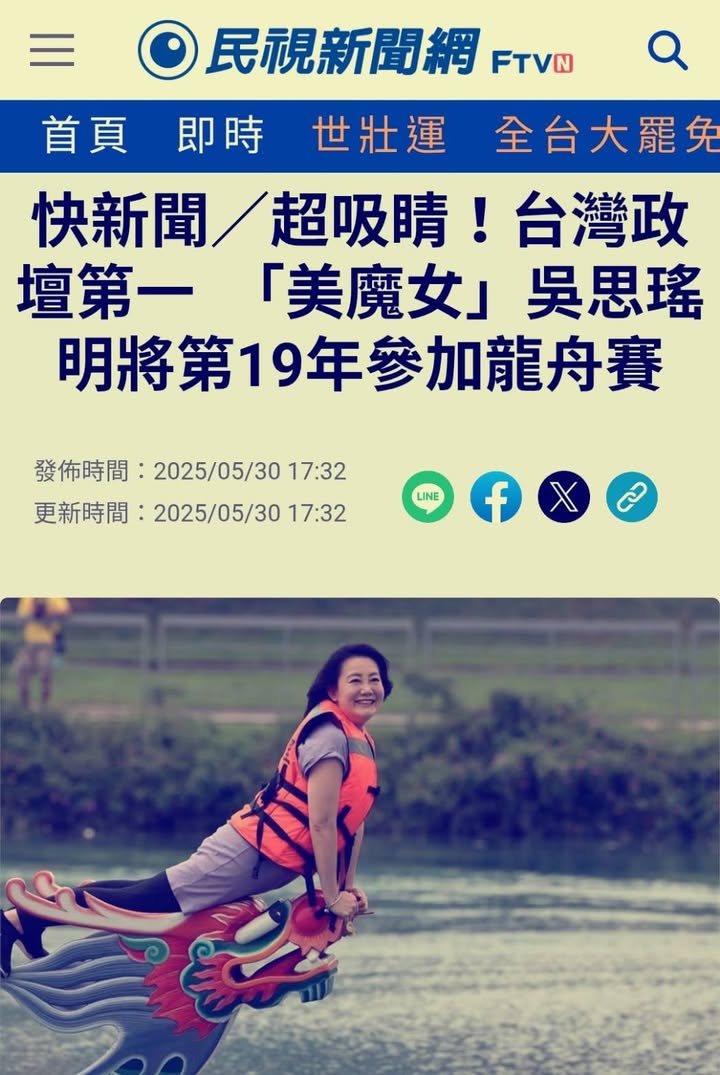 民視新聞網 FTVN
首頁 即時 世壯運 全台大罷免
快新聞／超吸睛！台灣政
壇第一 「美魔女」吳思瑤
明將第19年參加龍舟賽
發佈時間：2025/05/30 17:32
更新時間：2025/05/30 17:32
LINE